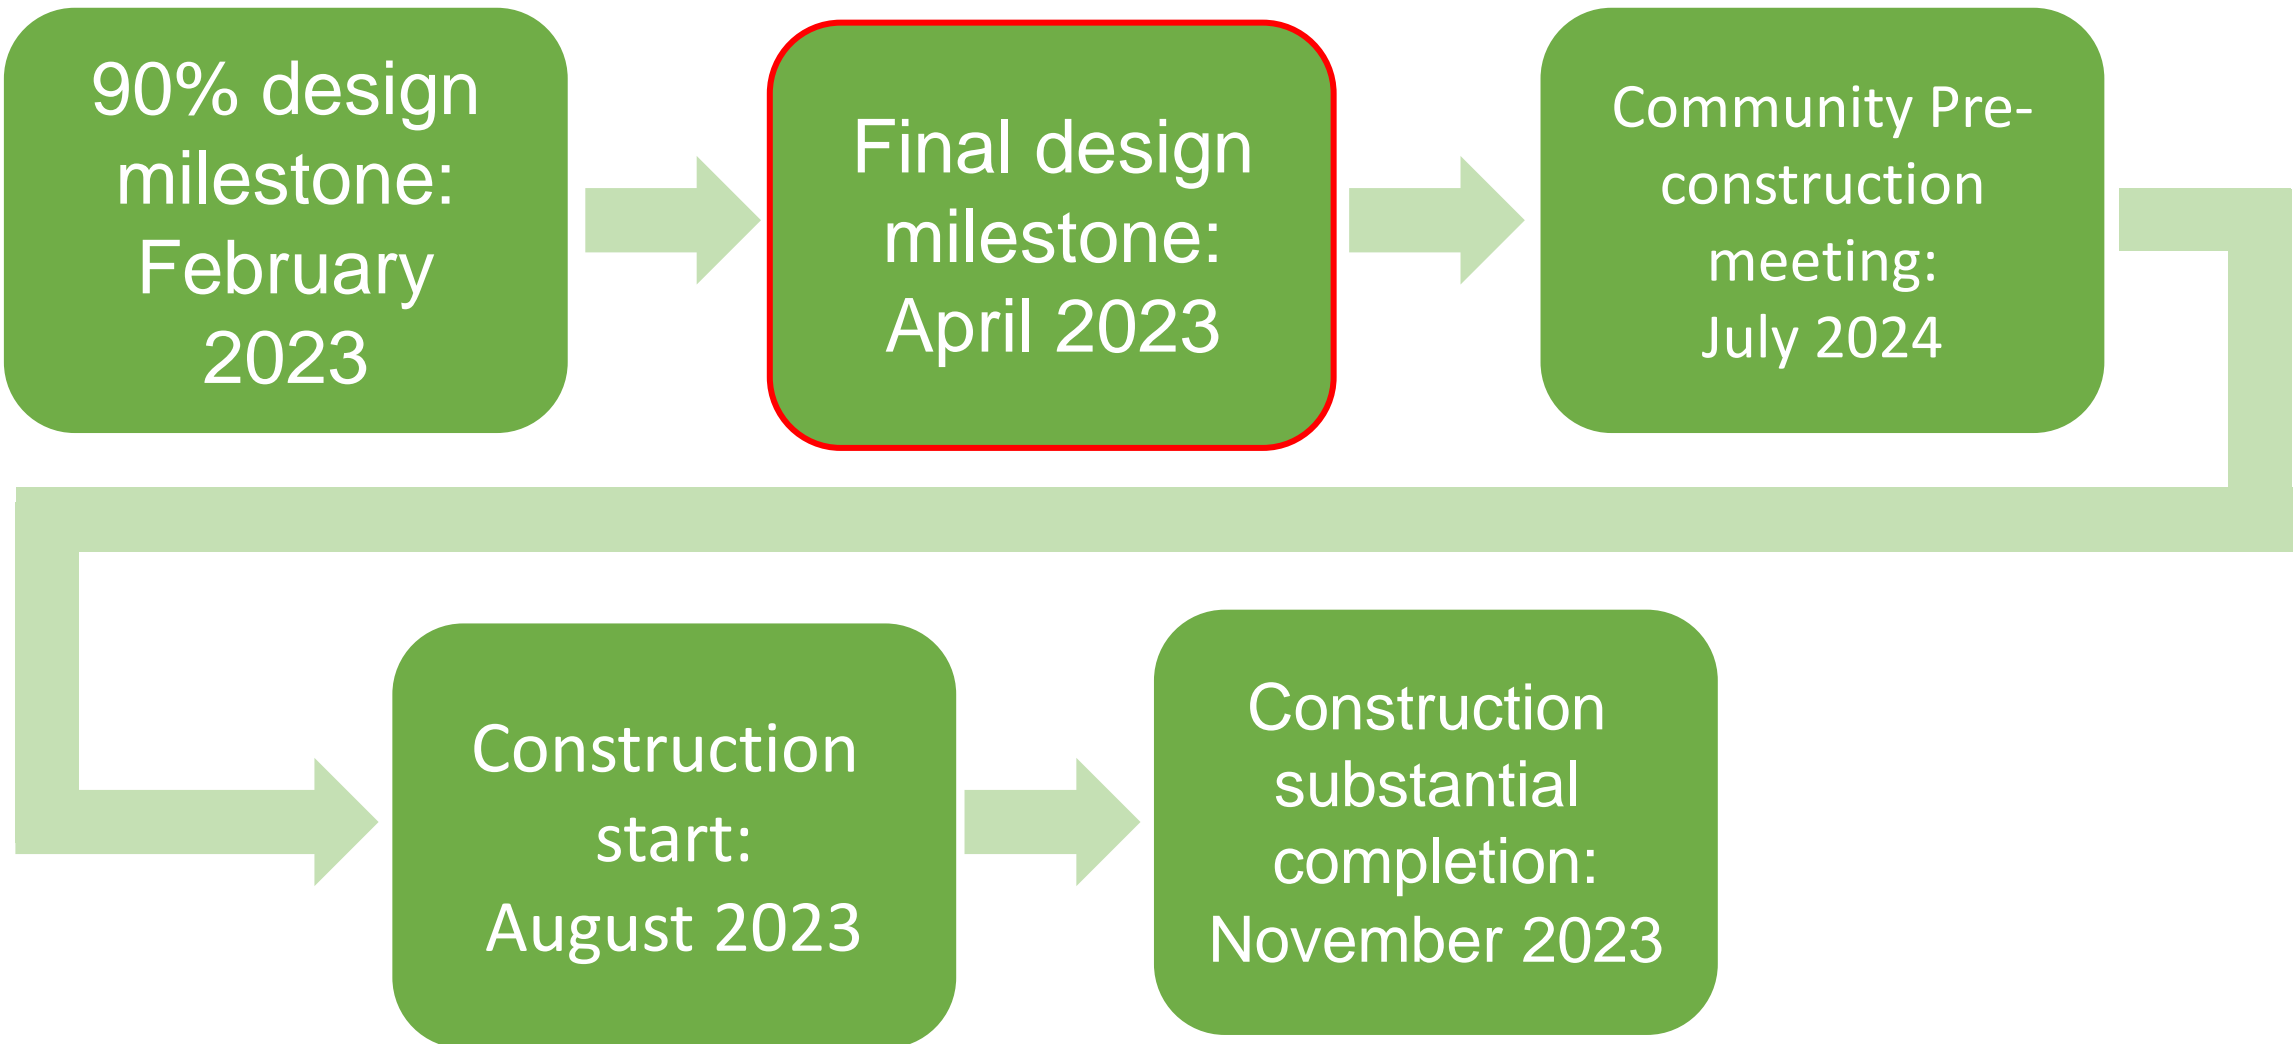 90% design
milestone:
February
2023
Final design
milestone:
April 2023
Community Pre-
construction
meeting:
July 2024
Construction
start:
August 2023
Construction
substantial
completion:
November 2023